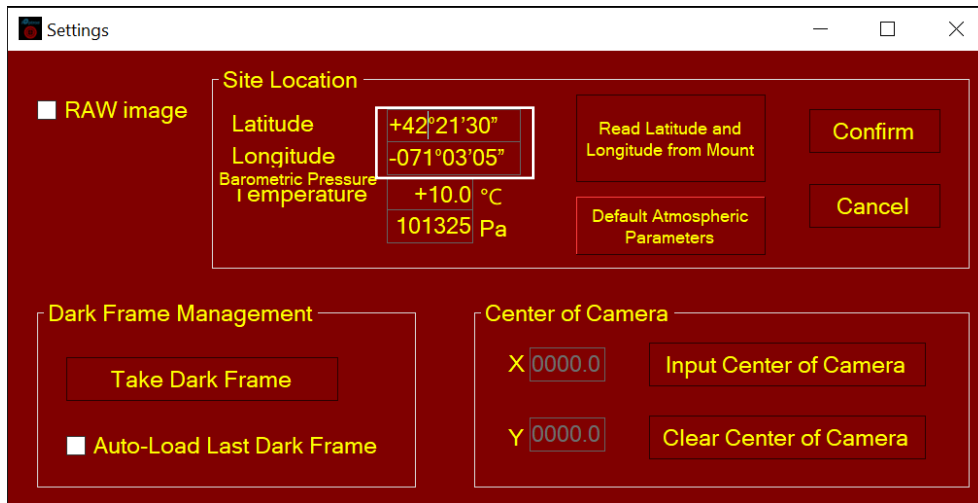 Settings
Site Location
RAW image
Latitude +42°21'30”
Longitude -071°03'05”
Barometric Pressure
Temperature +10.0 °C
101325 Pa
Read Latitude and
Longitude from Mount
Default Atmospheric
Parameters
Confirm
Cancel
Dark Frame Management
Take Dark Frame
Auto-Load Last Dark Frame
Center of Camera
X 0000.0 Input Center of Camera
Y 0000.0 Clear Center of Camera